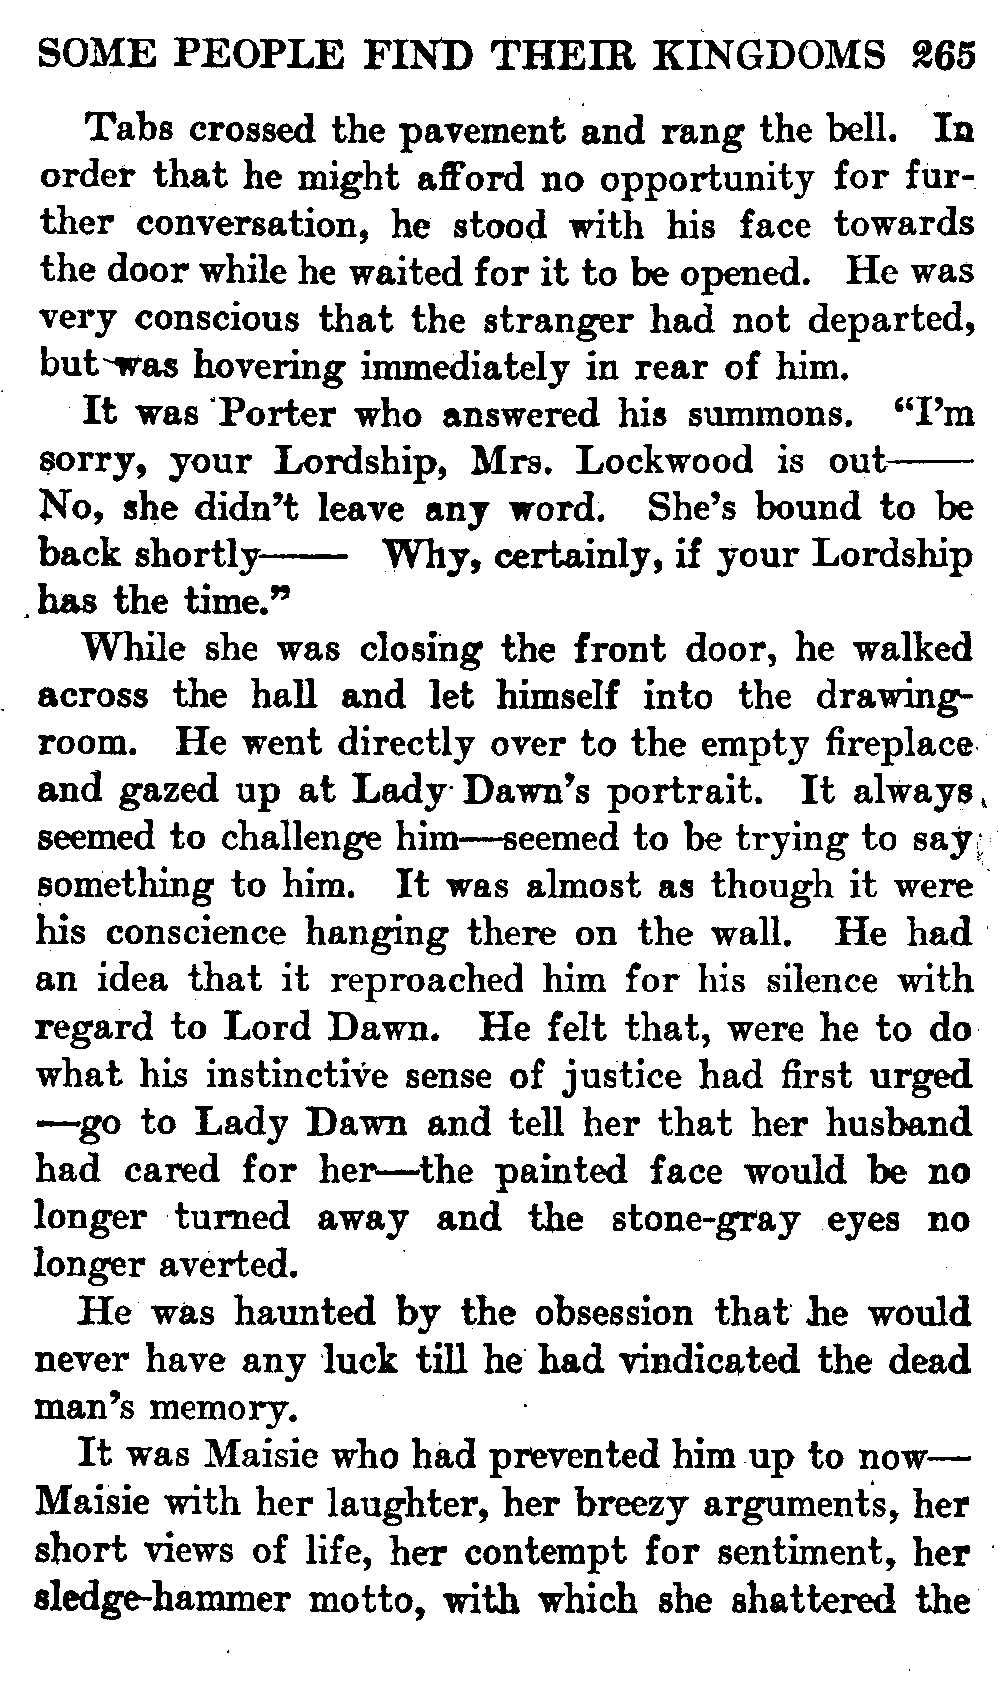 SOME PEOPLE FIND THEIR KINGDOMS 265
Tabs crossed the pavement and rang the bell. In
order that he might afford no opportunity for fur-
ther conversation, he stood with his face towards
the door while he waited for it to be opened. He was
very conscious that the stranger had not departed,
but was hovering immediately in rear of him.
It was Porter who answered his summons. “I’m
sorry, your Lordship, Mrs. Lockwood is out——
No, she didn’t leave any word. She’s bound to be
back shortly—— Why, certainly, if your Lordship
has the time.”
While she was closing the front door, he walked
across the hall and let himself into the drawing-
room. He went directly over to the empty fireplace
and gazed up at Lady Dawn’s portrait. It always
seemed to challenge him—seemed to be trying to say
something to him. It was almost as though it were
his conscience hanging there on the wall. He had
an idea that it reproached him for his silence with
regard to Lord Dawn. He felt that, were he to do
what his instinctive sense of justice had first urged
—go to Lady Dawn and tell her that her husband
had cared for her—the painted face would be no
longer turned away and the stone-gray eyes no
longer averted.
He was haunted by the obsession that he would
never have any luck till he had vindicated the dead
man’s memory.
It was Maisie who had prevented him up to now—
Maisie with her laughter, her breezy arguments, her
short views of life, her contempt for sentiment, her
sledge-hammer motto, with which she shattered the